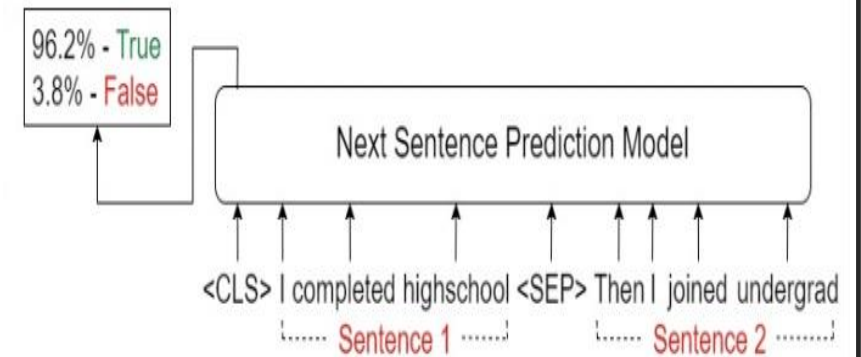 96.2% - True
3.8% - False
Next Sentence Prediction Model
<CLS> I completed highschool <SEP> Then I joined undergrad
Sentence 1 Sentence 2